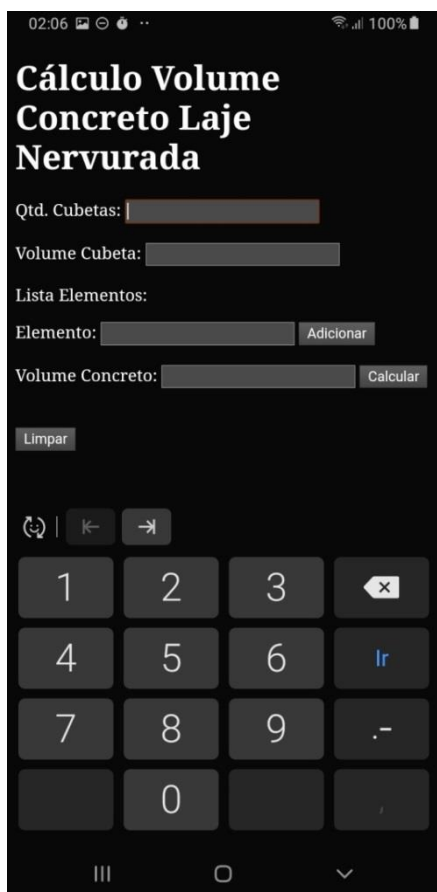 02:06 100%
Cálculo Volume
Concreto Laje
Nervurada
Qtd. Cubetas:
Volume Cubeta:
Lista Elementos:
Elemento: Adicionar
Volume Concreto: Calcular
Limpar
1 2 3
4 5 6 Ir
7 8 9 .-
0 ,